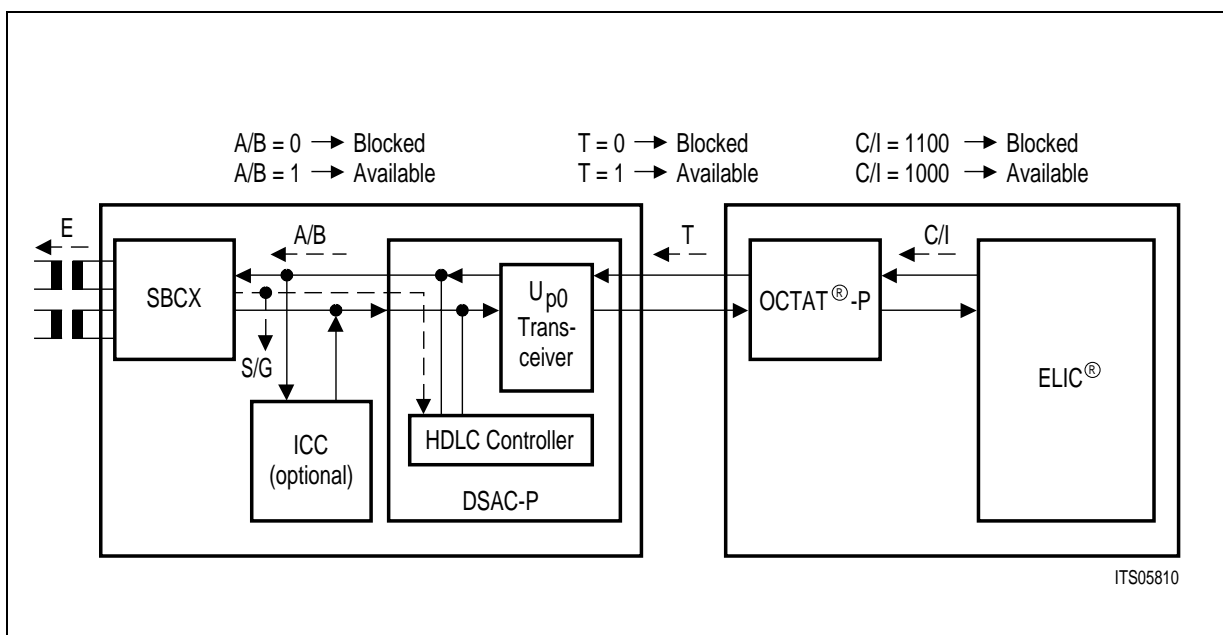 A/B = 0 → Blocked
A/B = 1 → Available
T = 0 → Blocked
T = 1 → Available
C/I = 1100 → Blocked
C/I = 1000 → Available
E
A/B
T
C/I
SBCX
S/G
ICC
(optional)
Up0
Trans-
ceiver
HDLC Controller
DSAC-P
OCTAT®-P
ELIC®
ITS05810